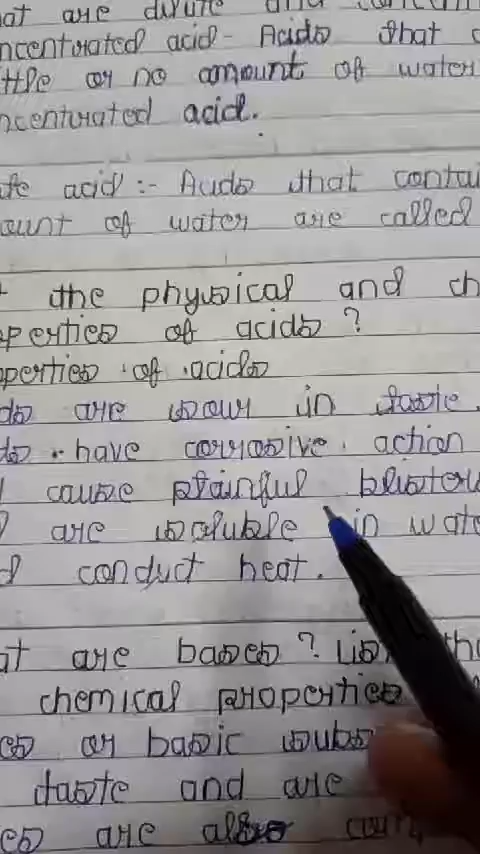 at are dilute and concen
ncentrated acid - Acids that c
ttle or no amount of water
ncentrated acid.
te acid :- Acids that contai
ount of water are called
the physical and ch
perties of acids ?
perties of acids
ds are sour in taste.
ds have corrosive action
cause painful blisters
are soluble in wate
d conduct heat.
at are bases ? Lis the
chemical properties
es or basic subs
taste and are
es are also